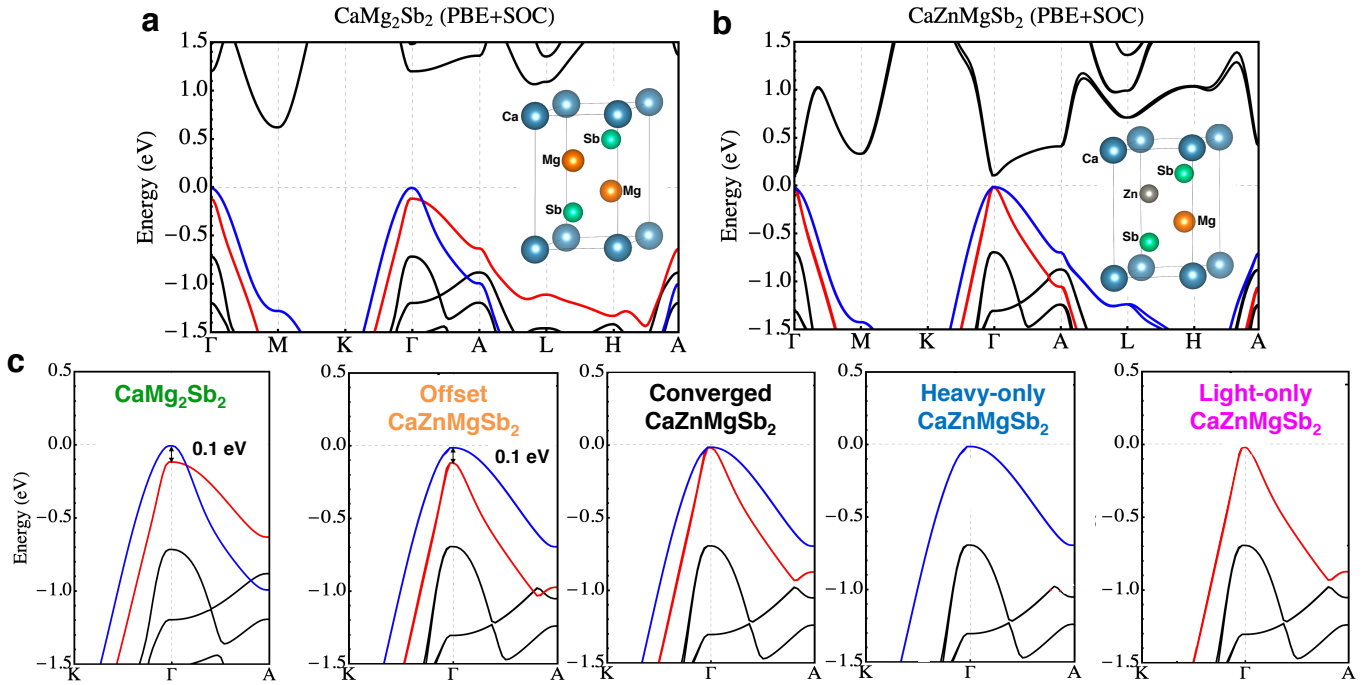 a
CaMg₂Sb₂ (PBE+SOC)
1.5
1.0
0.5
0.0
−0.5
−1.0
−1.5
Energy (eV)
Γ M K Γ A L H A
Ca
Sb
Mg
Mg
Sb
b
CaZnMgSb₂ (PBE+SOC)
1.5
1.0
0.5
0.0
−0.5
−1.0
−1.5
Energy (eV)
Γ M K Γ A L H A
Ca
Sb
Zn
Mg
Sb
c
0.5
0.0
−0.5
−1.0
−1.5
Energy (eV)
CaMg₂Sb₂
0.1 eV
K Γ A
0.5
0.0
−0.5
−1.0
−1.5
Offset
CaZnMgSb₂
0.1 eV
K Γ A
0.5
0.0
−0.5
−1.0
−1.5
Converged
CaZnMgSb₂
K Γ A
0.5
0.0
−0.5
−1.0
−1.5
Heavy-only
CaZnMgSb₂
K Γ A
0.5
0.0
−0.5
−1.0
−1.5
Light-only
CaZnMgSb₂
K Γ A